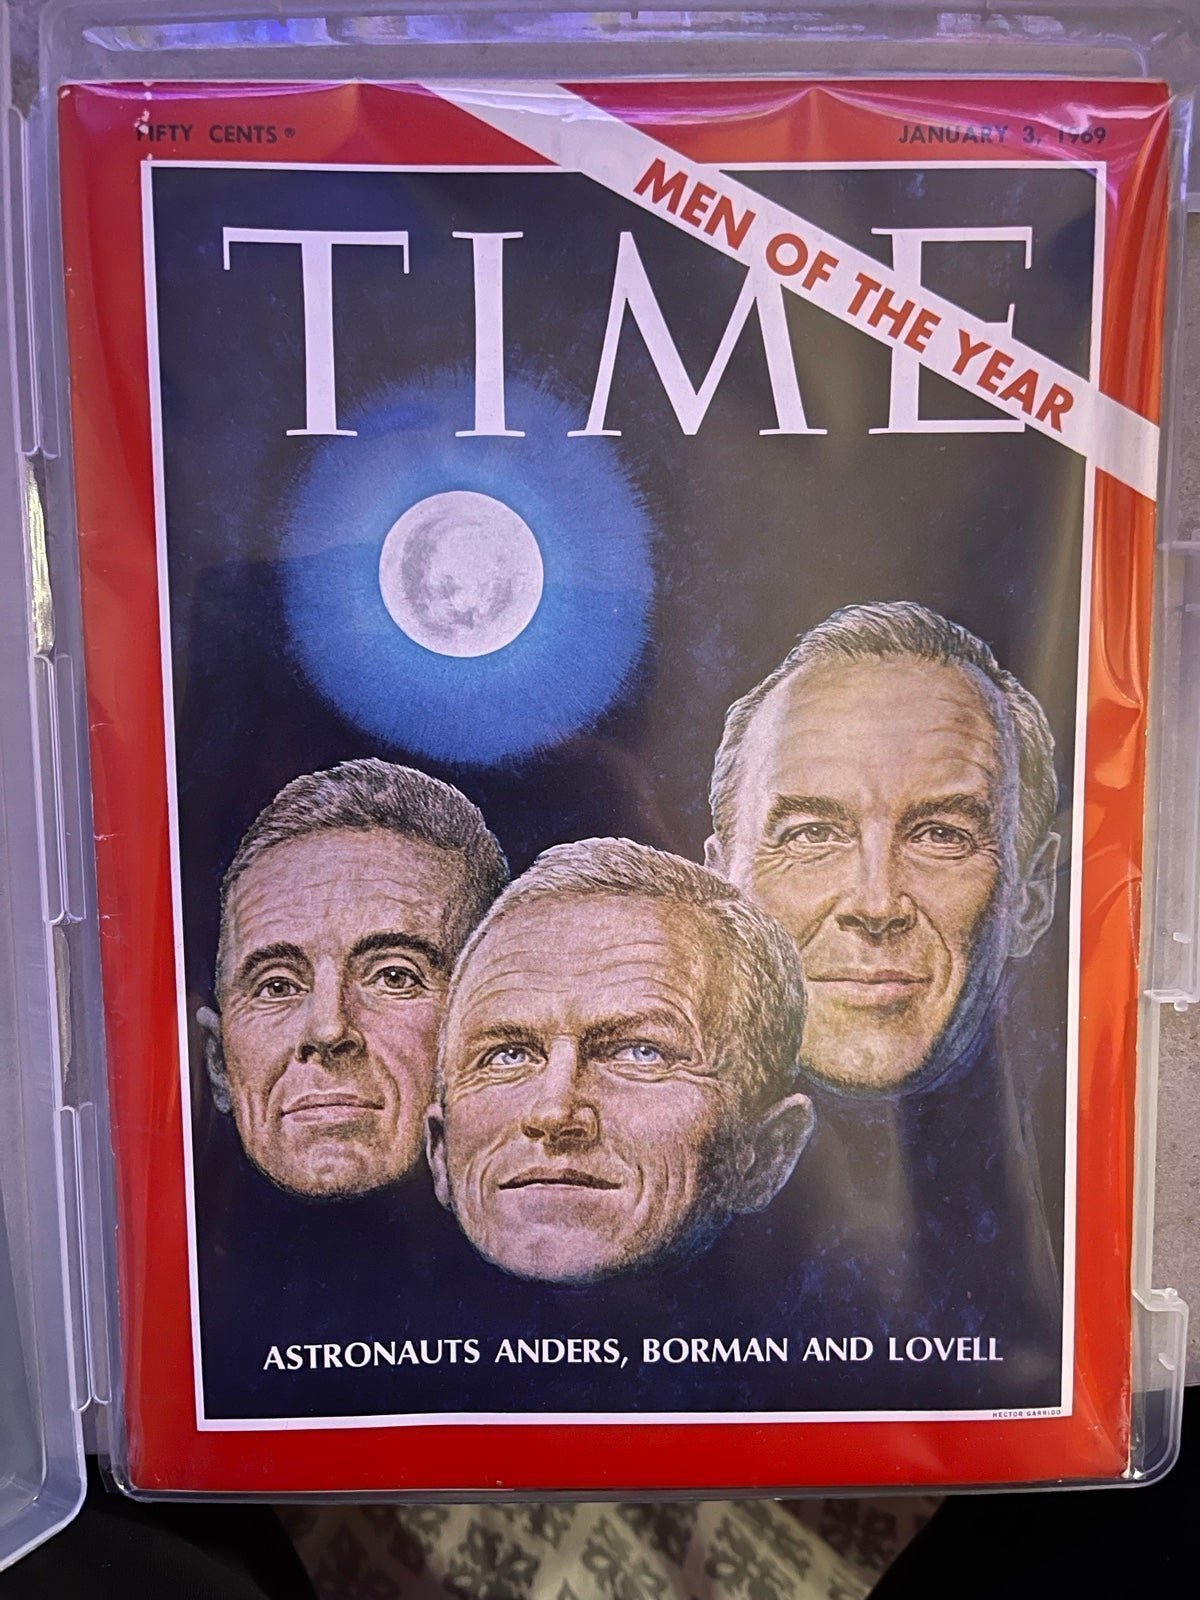 FIFTY CENTS ®
JANUARY 3, 1969
MEN OF THE YEAR
TIME
ASTRONAUTS ANDERS, BORMAN AND LOVELL
HECTOR GARRIDO